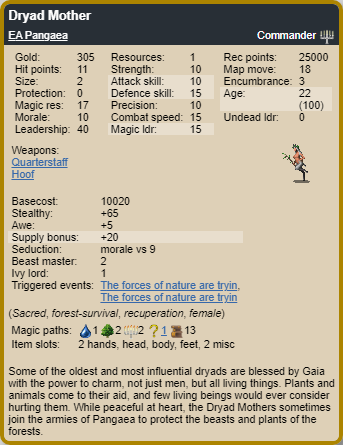 Dryad Mother
EA Pangaea Commander
Gold: 305 Resources: 1 Rec points: 25000
Hit points: 11 Strength: 10 Map move: 18
Size: 2 Attack skill: 10 Encumbrance: 3
Protection: 0 Defence skill: 15 Age: 22
Magic res: 17 Precision: 10 (100)
Morale: 10 Combat speed: 15 Undead ldr: 0
Leadership: 40 Magic ldr: 15
Weapons:
Quarterstaff
Hoof
Basecost: 10020
Stealthy: +65
Awe: +5
Supply bonus: +20
Seduction: morale vs 9
Beast master: 2
Ivy lord: 1
Triggered events: The forces of nature are tryin,
The forces of nature are tryin
(Sacred, forest-survival, recuperation, female)
Magic paths: 1 2 2 ? 1 13
Item slots: 2 hands, head, body, feet, 2 misc
Some of the oldest and most influential dryads are blessed by Gaia
with the power to charm, not just men, but all living things. Plants and
animals come to their aid, and few living beings would ever consider
hurting them. While peaceful at heart, the Dryad Mothers sometimes
join the armies of Pangaea to protect the beasts and plants of the
forests.